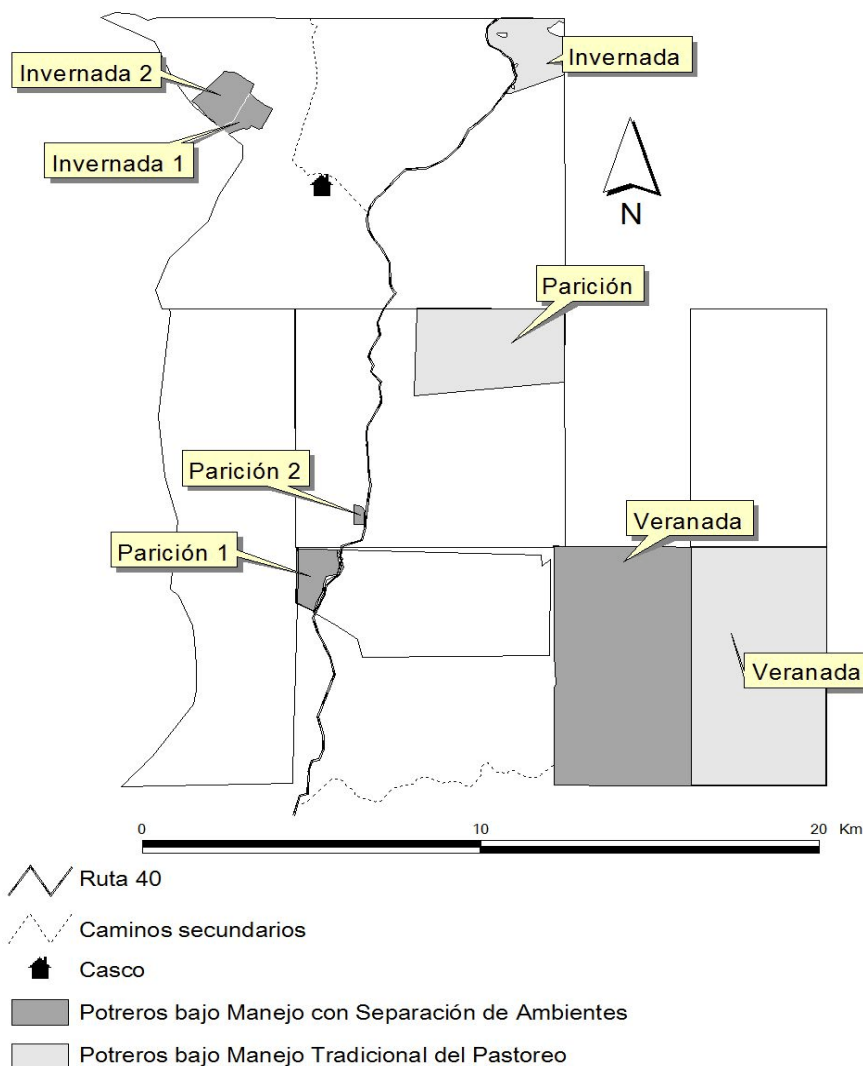 Invernada
Invernada 2
Invernada 1
N
Parición
Parición 2
Veranada
Parición 1
Veranada
0 10 20 Km
Ruta 40
Caminos secundarios
Casco
Potreros bajo Manejo con Separación de Ambientes
Potreros bajo Manejo Tradicional del Pastoreo